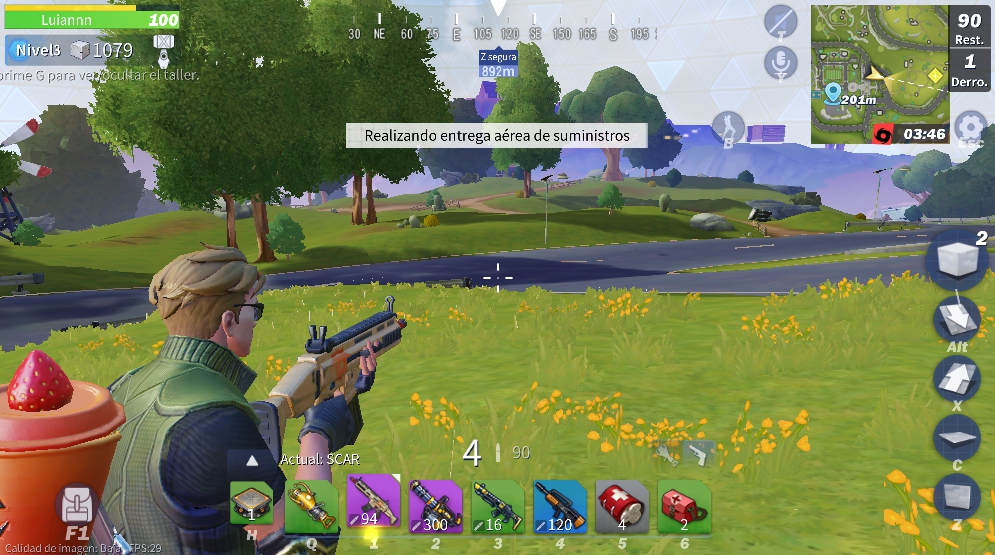 Luiannn 100
Nivel3 1079
prime G para ver/ocultar el taller.
30 NE 60 75 E 105 120 SE 150 165 S 195
Z segura
892m
T
B
90
Rest.
1
Derro.
201m
03:46
Esc
Realizando entrega aérea de suministros
2
Alt
X
C
Z
4 90
Actual: SCAR
F1
1 94 300 16 120 4 2
H Q 1 2 3 4 5 6
Calidad de imagen: Baja FPS:29